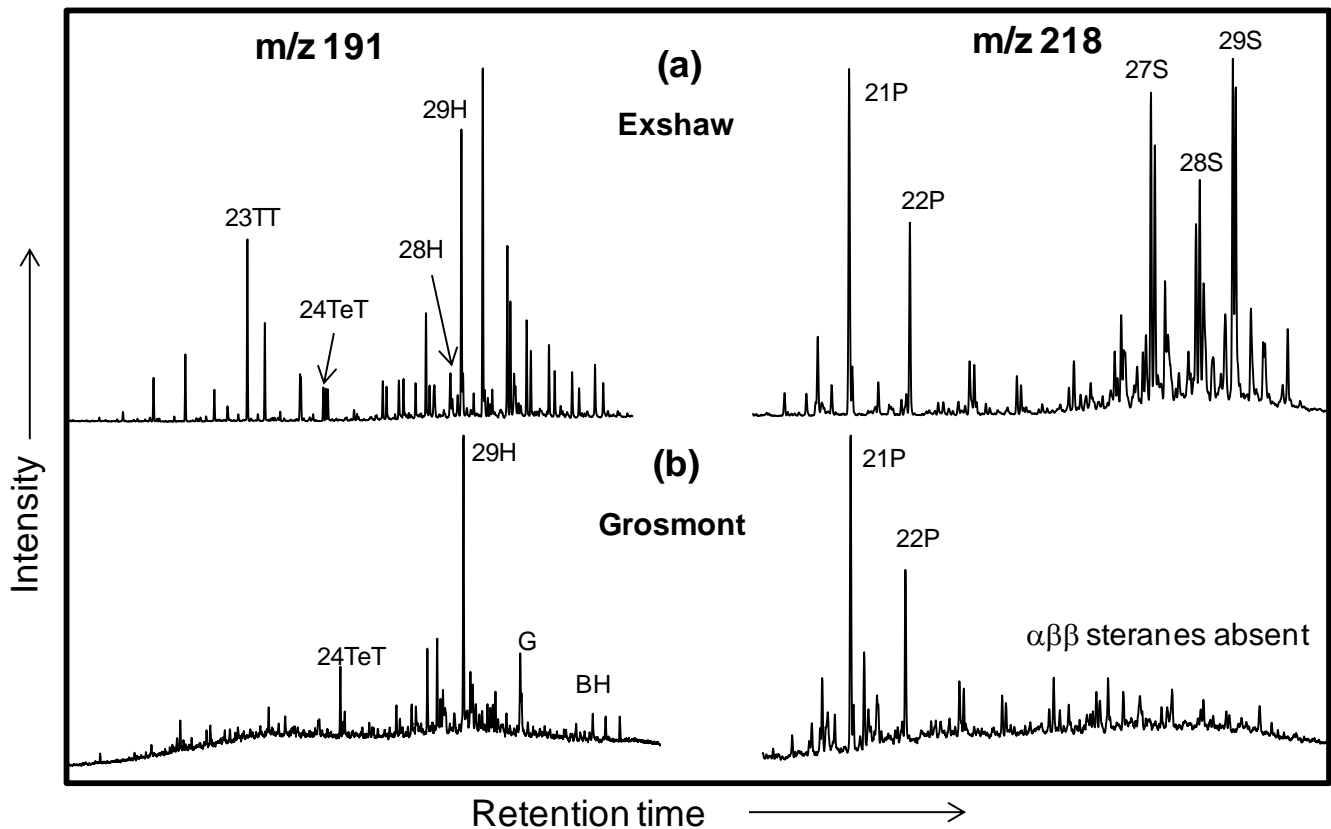 m/z 191
(a)
m/z 218
Exshaw
29H
23TT
28H
24TeT
21P
22P
27S
28S
29S
(b)
Grosmont
29H
24TeT
G
BH
21P
22P
αββ steranes absent
Intensity
Retention time